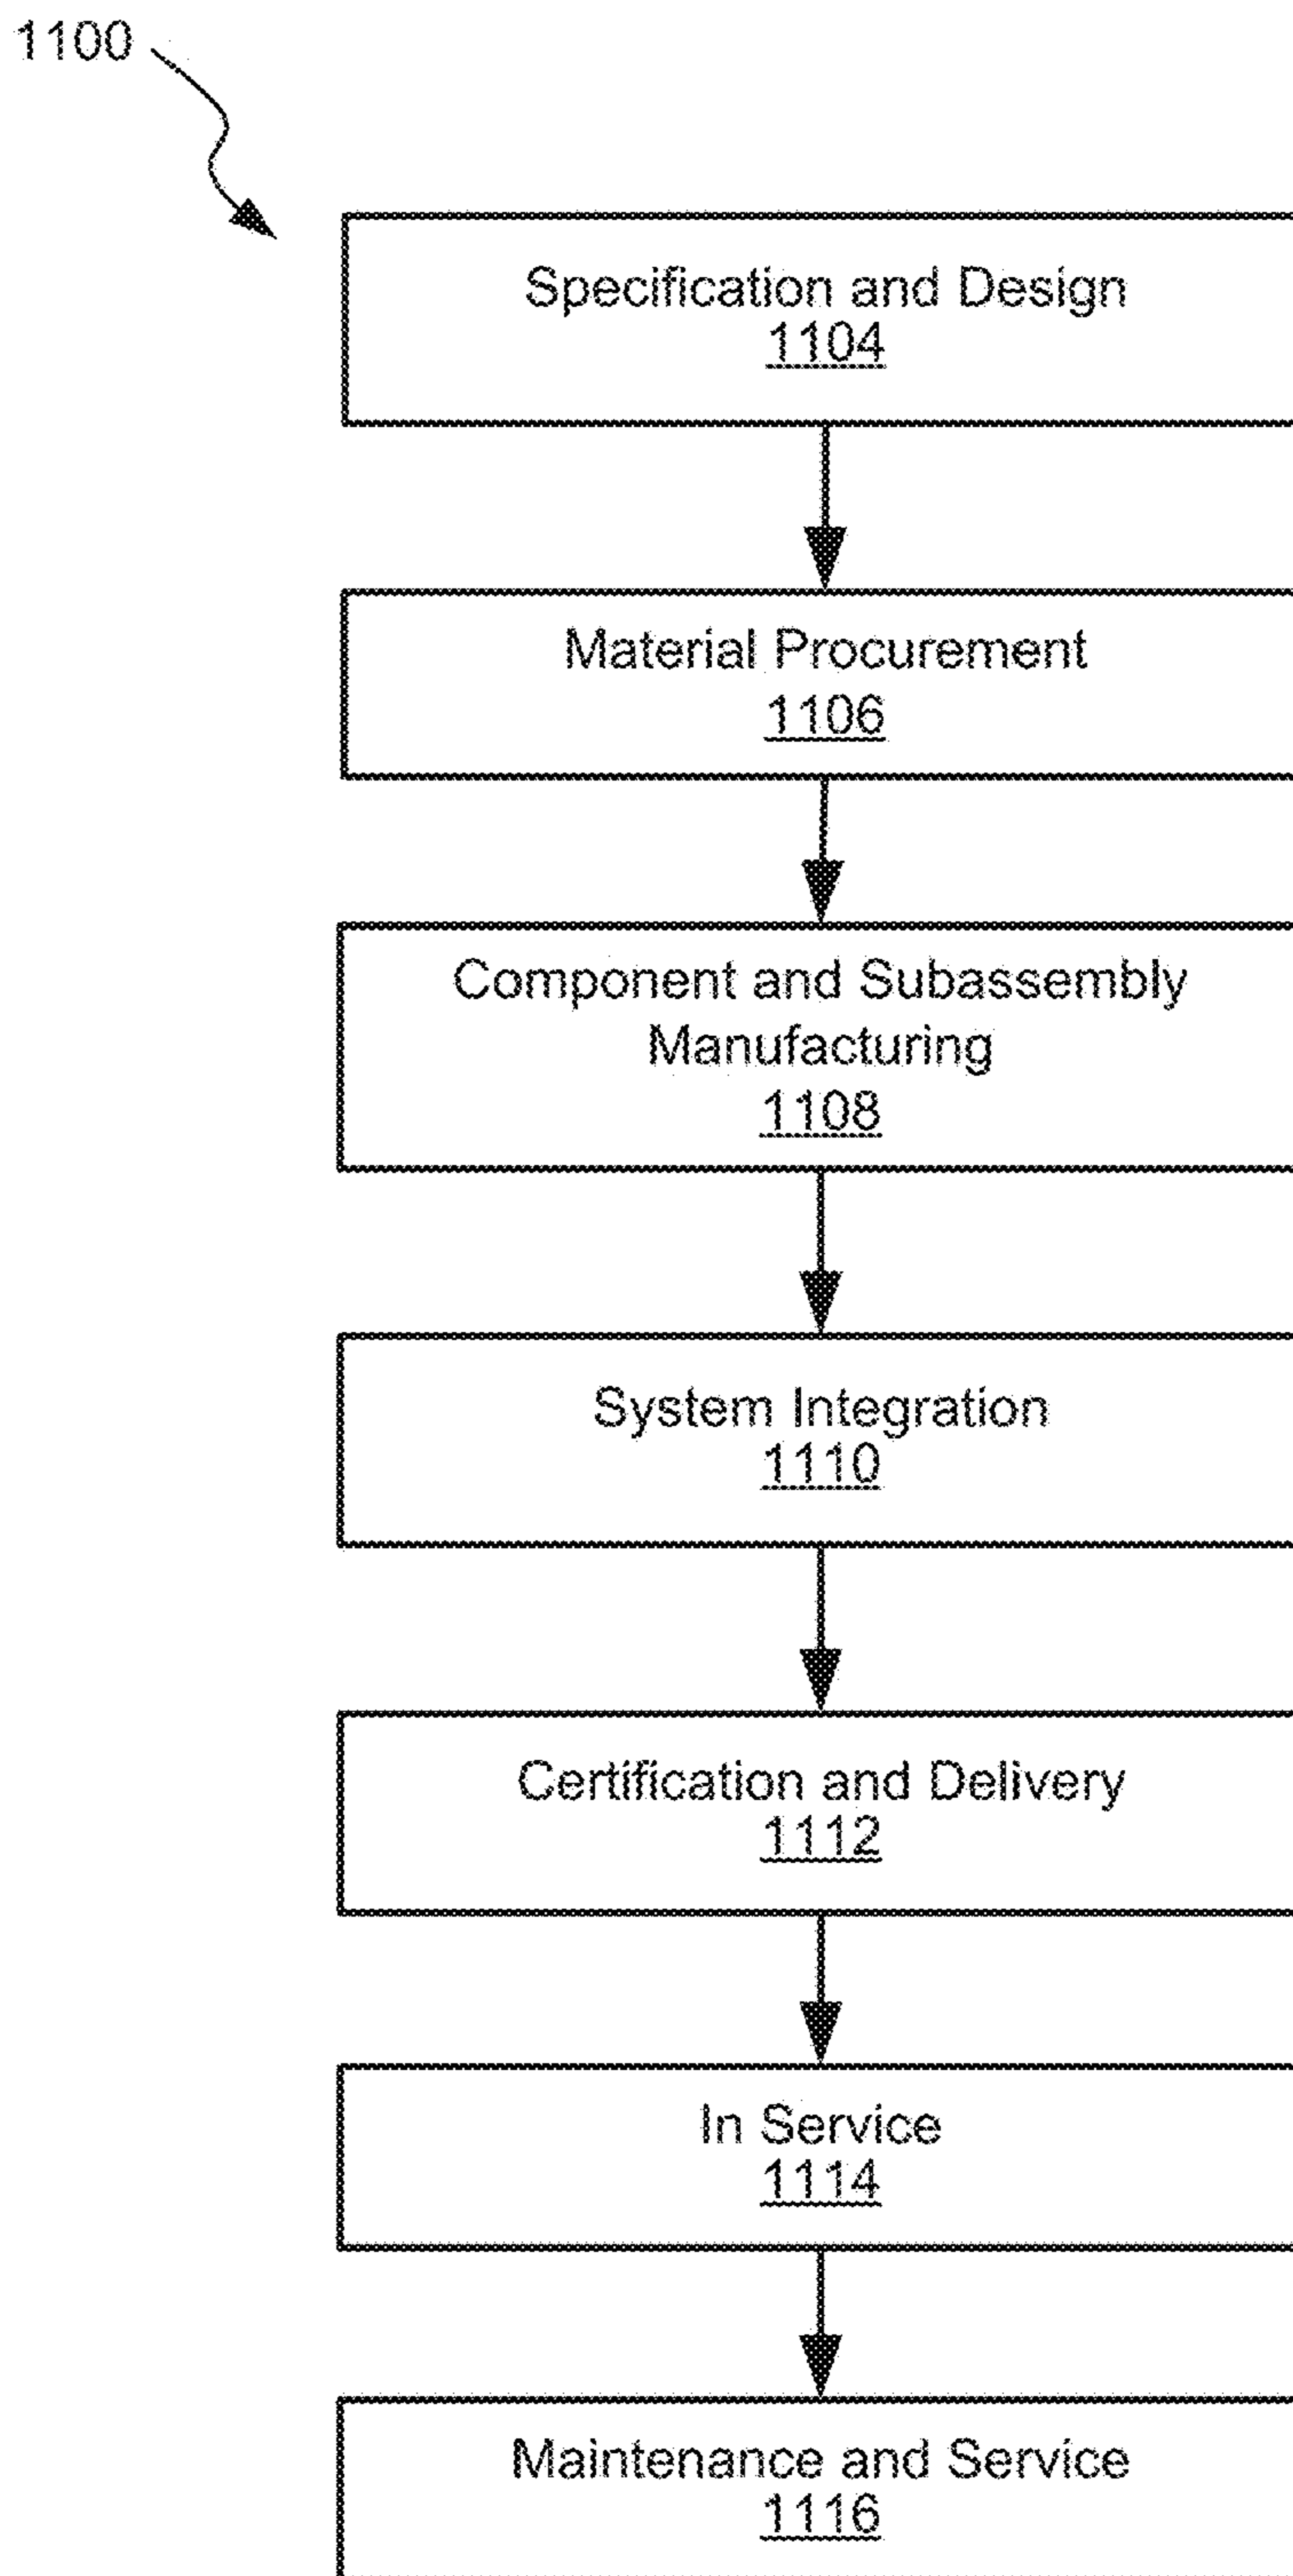 1100
Specification and Design
1104
Material Procurement
1106
Component and Subassembly
Manufacturing
1108
System Integration
1110
Certification and Delivery
1112
In Service
1114
Maintenance and Service
1116